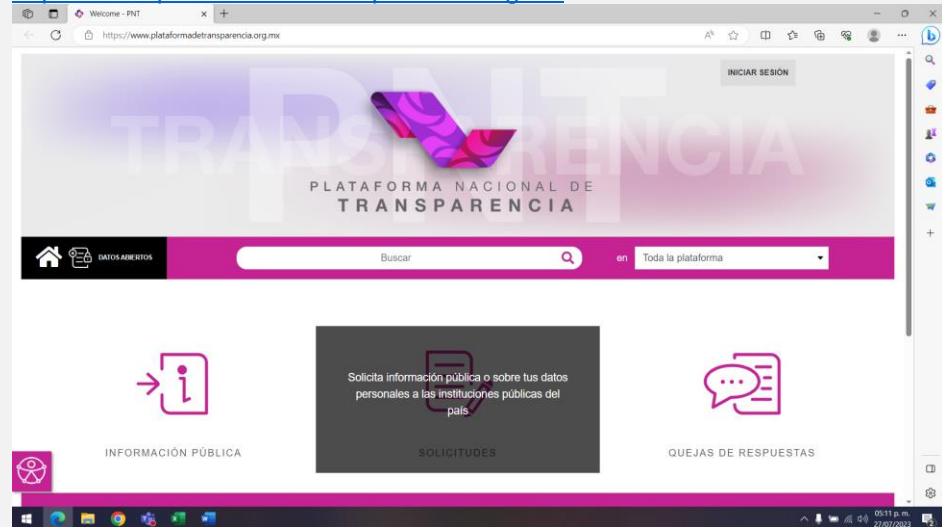 Welcome - PNT
https://www.plataformadetransparencia.org.mx
INICIAR SESIÓN
PNT
TRANSPARENCIA
PLATAFORMA NACIONAL DE
TRANSPARENCIA
DATOS ABIERTOS
Buscar
en
Toda la plataforma
Solicita información pública o sobre tus datos
personales a las instituciones públicas del
país
INFORMACIÓN PÚBLICA
SOLICITUDES
QUEJAS DE RESPUESTAS
05:11 p. m.
27/07/2023